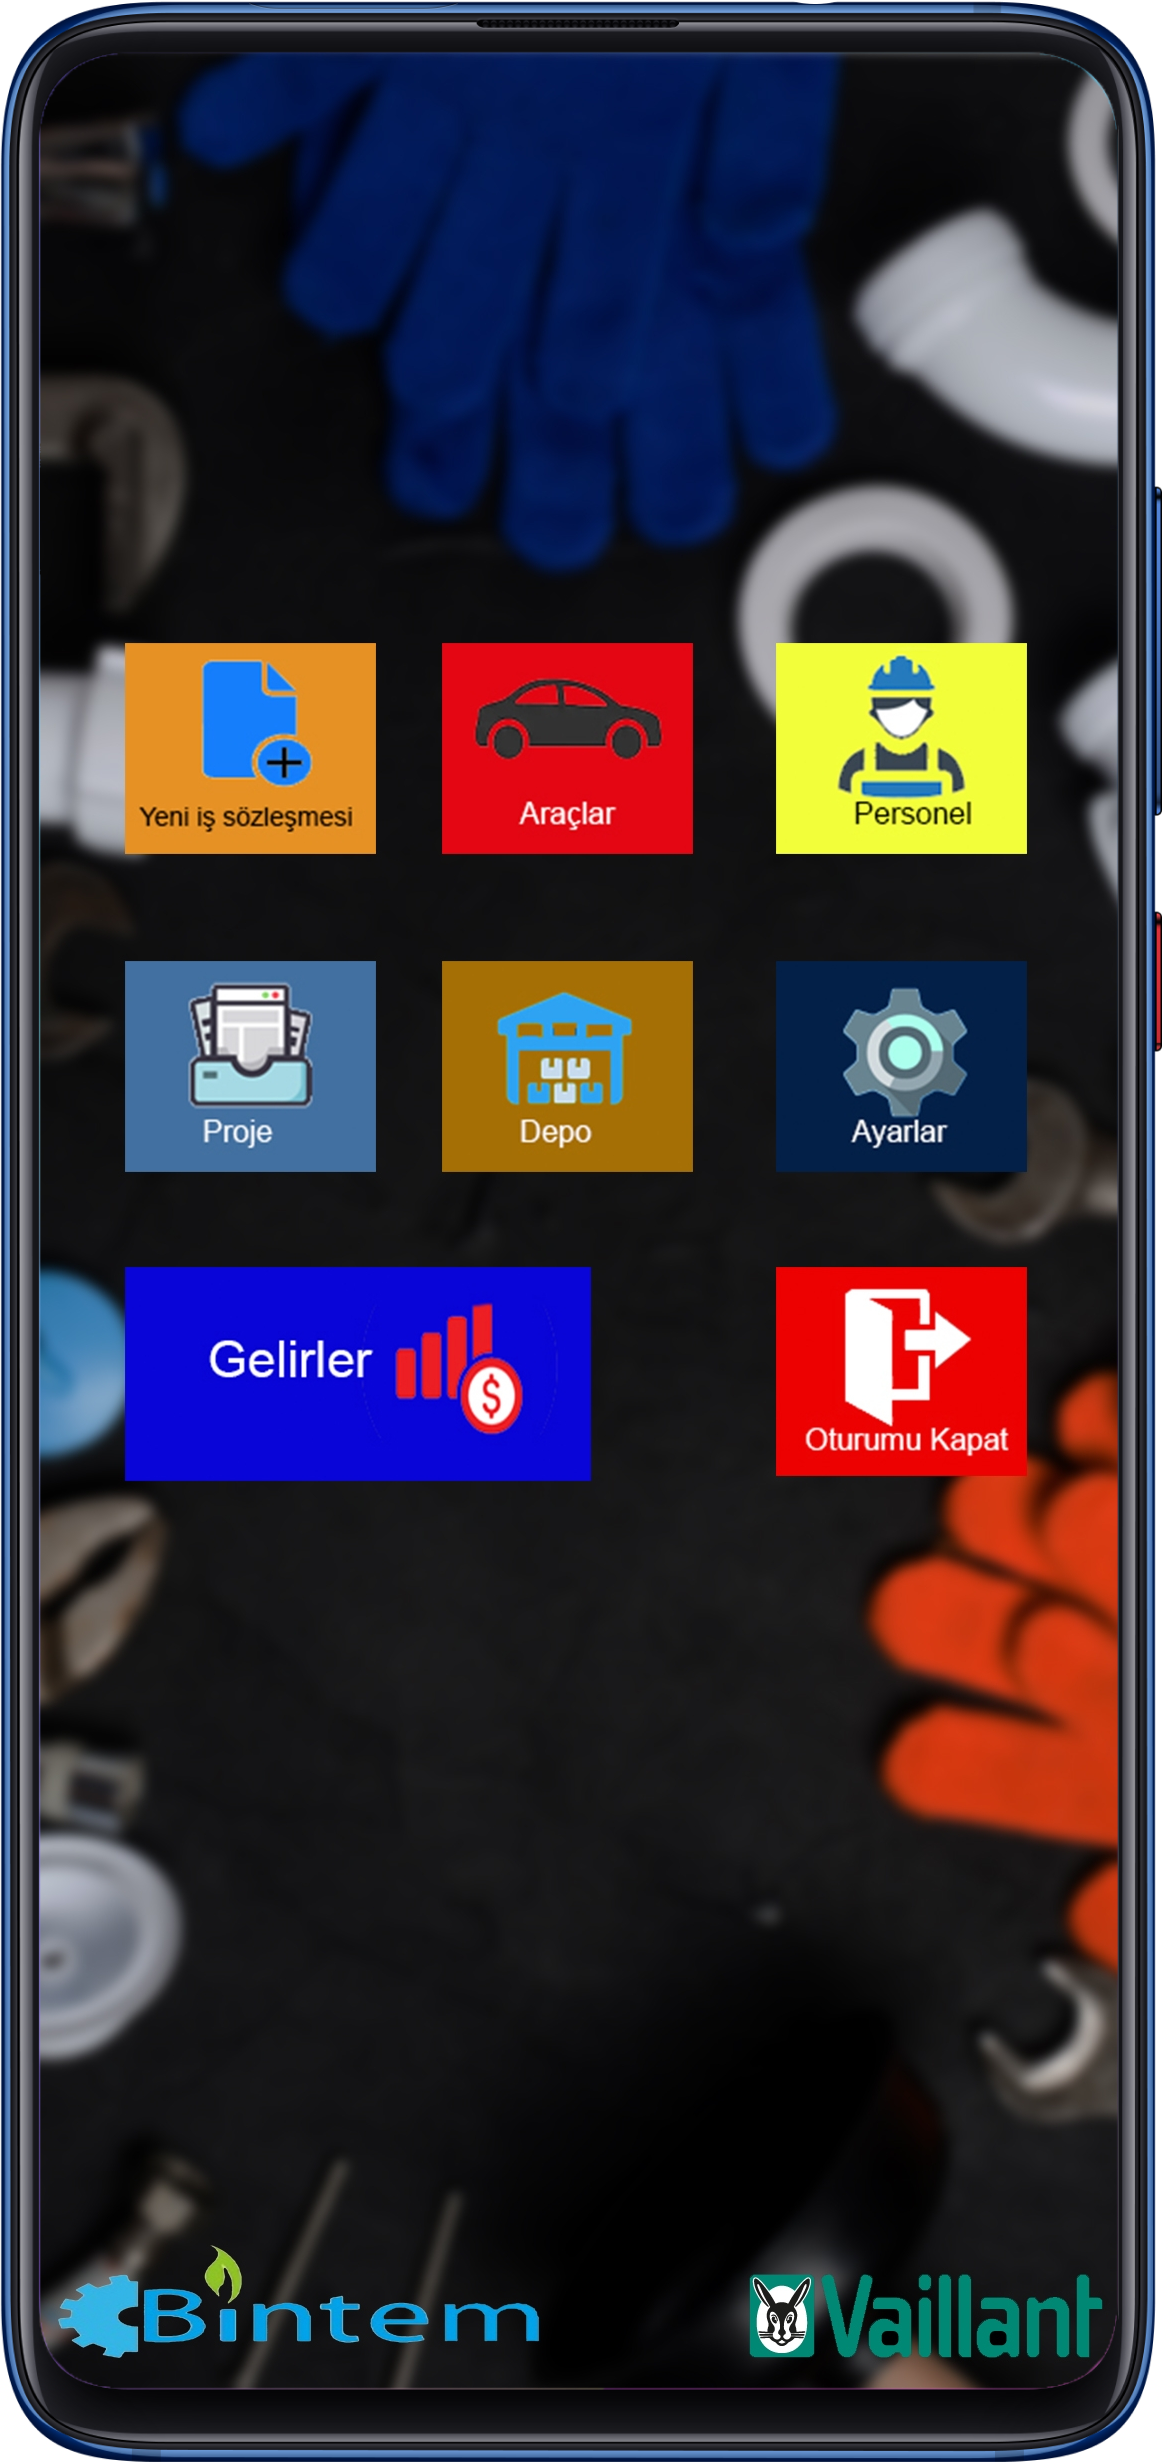 Yeni iş sözleşmesi
Araçlar
Personel
Proje
Depo
Ayarlar
Gelirler
$
Oturumu Kapat
Bintem
Vaillant